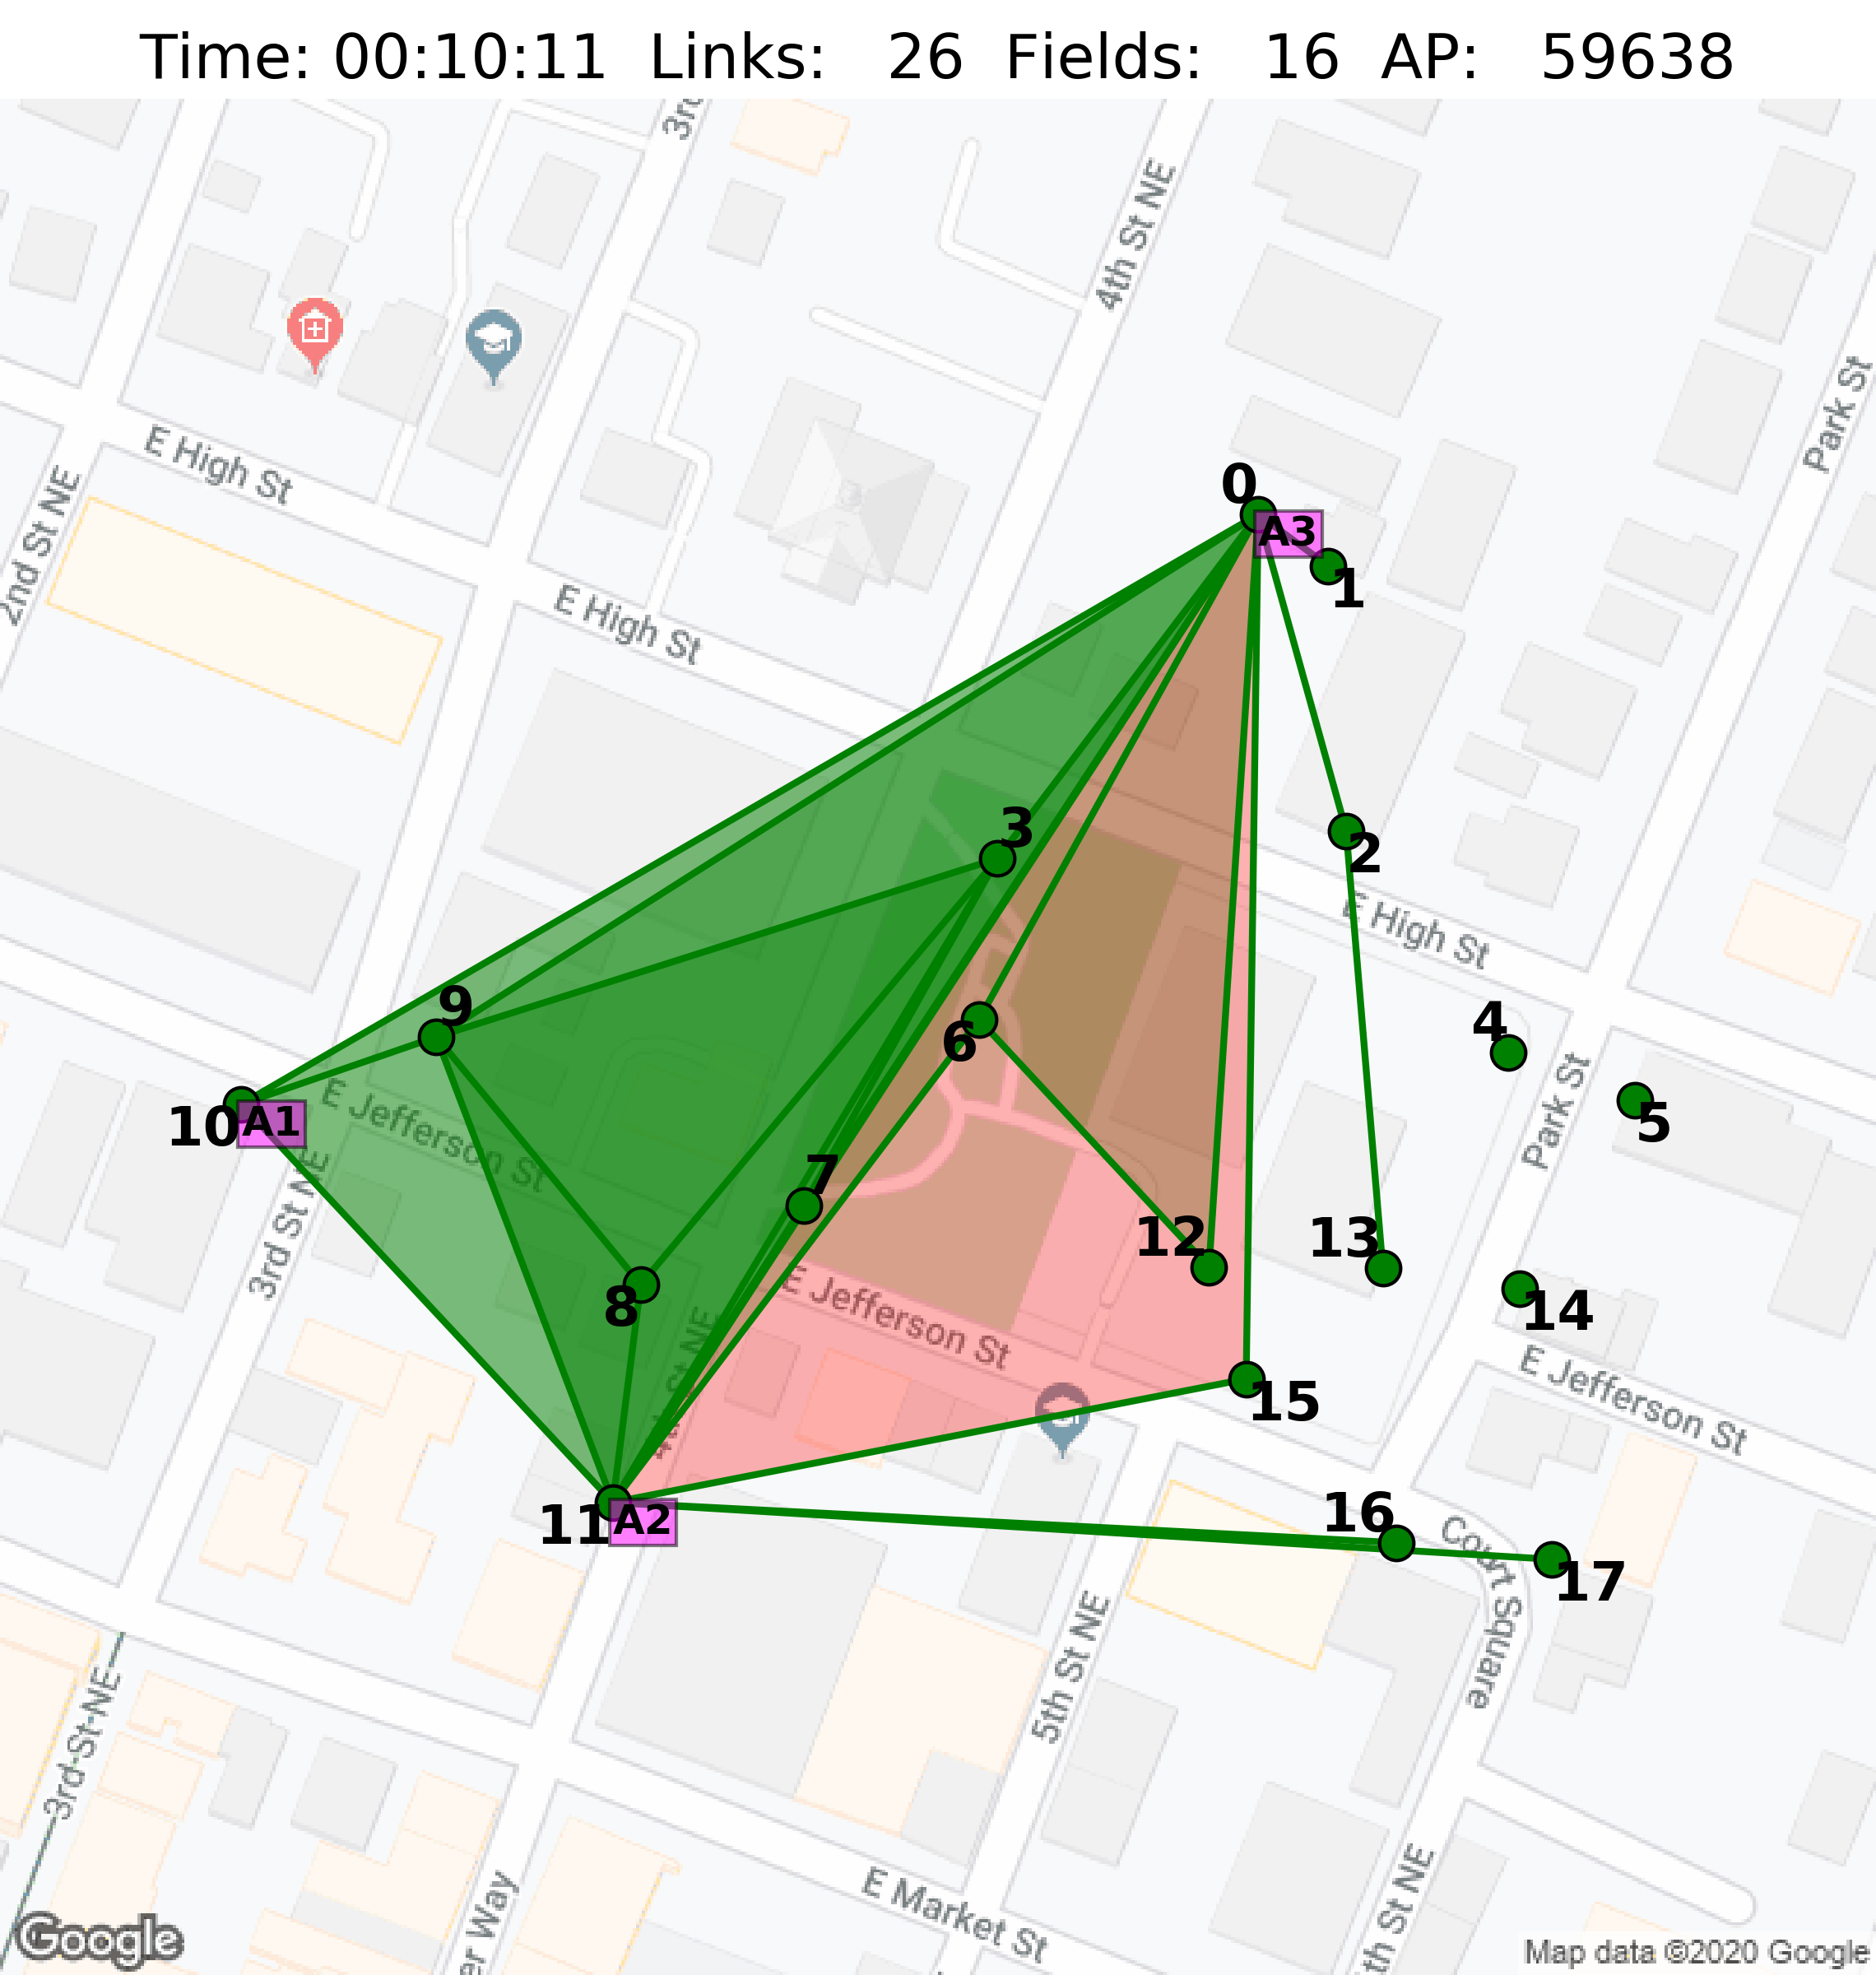 Time: 00:10:11 Links: 26 Fields: 16 AP: 59638
4th St NE
Park St
E High St
2nd St NE
0
A3
1
E High St
3
2
E High St
9
4
6
5
10
A1
E Jefferson St
Park St
7
3rd St NE
12
13
8
14
E Jefferson St
E Jefferson St
4th St NE
15
11
A2
16
Court Square
17
5th St NE
3rd St NE
E Market St
Google
Map data ©2020 Google